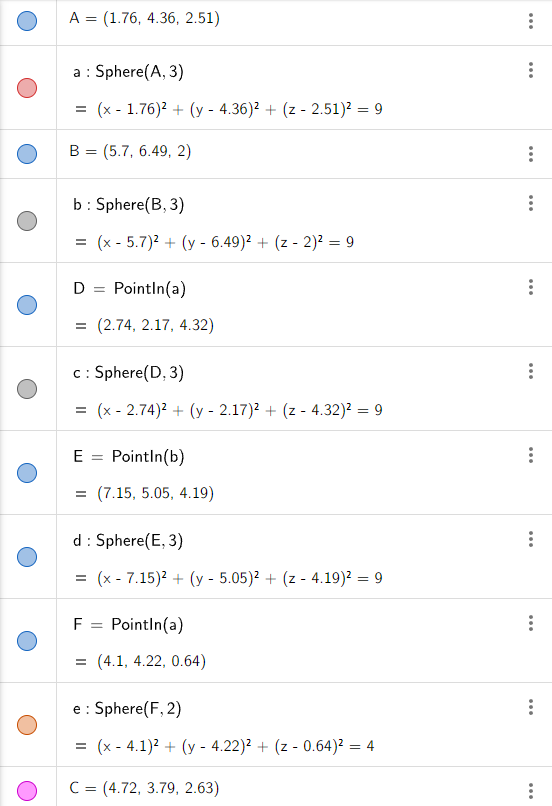 A = (1.76, 4.36, 2.51)
a : Sphere(A, 3)
= (x - 1.76)² + (y - 4.36)² + (z - 2.51)² = 9
B = (5.7, 6.49, 2)
b : Sphere(B, 3)
= (x - 5.7)² + (y - 6.49)² + (z - 2)² = 9
D = PointIn(a)
= (2.74, 2.17, 4.32)
c : Sphere(D, 3)
= (x - 2.74)² + (y - 2.17)² + (z - 4.32)² = 9
E = PointIn(b)
= (7.15, 5.05, 4.19)
d : Sphere(E, 3)
= (x - 7.15)² + (y - 5.05)² + (z - 4.19)² = 9
F = PointIn(a)
= (4.1, 4.22, 0.64)
e : Sphere(F, 2)
= (x - 4.1)² + (y - 4.22)² + (z - 0.64)² = 4
C = (4.72, 3.79, 2.63)